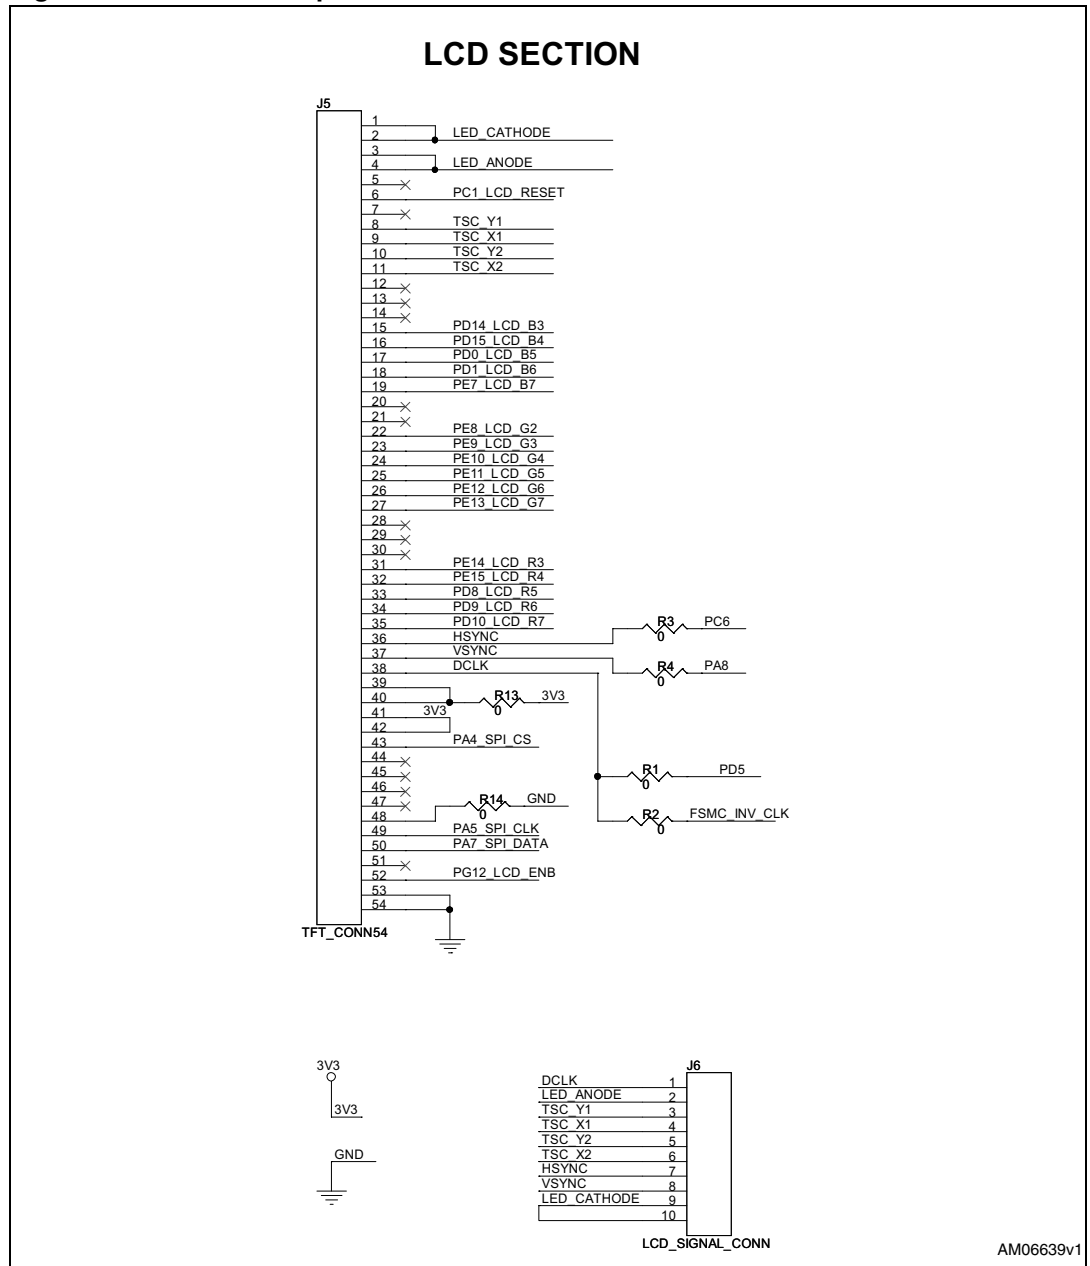 LCD SECTION
J5
1
2 LED_CATHODE
3
4 LED_ANODE
5
6 PC1_LCD_RESET
7
8 TSC_Y1
9 TSC_X1
10 TSC_Y2
11 TSC_X2
12
13
14
15 PD14_LCD_B3
16 PD15_LCD_B4
17 PD0_LCD_B5
18 PD1_LCD_B6
19 PE7_LCD_B7
20
21
22 PE8_LCD_G2
23 PE9_LCD_G3
24 PE10_LCD_G4
25 PE11_LCD_G5
26 PE12_LCD_G6
27 PE13_LCD_G7
28
29
30
31 PE14_LCD_R3
32 PE15_LCD_R4
33 PD8_LCD_R5
34 PD9_LCD_R6
35 PD10_LCD_R7
36 HSYNC R3 0 PC6
37 VSYNC R4 0 PA8
38 DCLK
39
40 R13 0 3V3
41 3V3
42
43 PA4_SPI_CS
44
45 R1 0 PD5
46
47 R14 0 GND
48 R2 0 FSMC_INV_CLK
49 PA5_SPI_CLK
50 PA7_SPI_DATA
51
52 PG12_LCD_ENB
53
54
TFT_CONN54
3V3
3V3
GND
J6
DCLK 1
LED_ANODE 2
TSC_Y1 3
TSC_X1 4
TSC_Y2 5
TSC_X2 6
HSYNC 7
VSYNC 8
LED_CATHODE 9
10
LCD_SIGNAL_CONN
AM06639v1